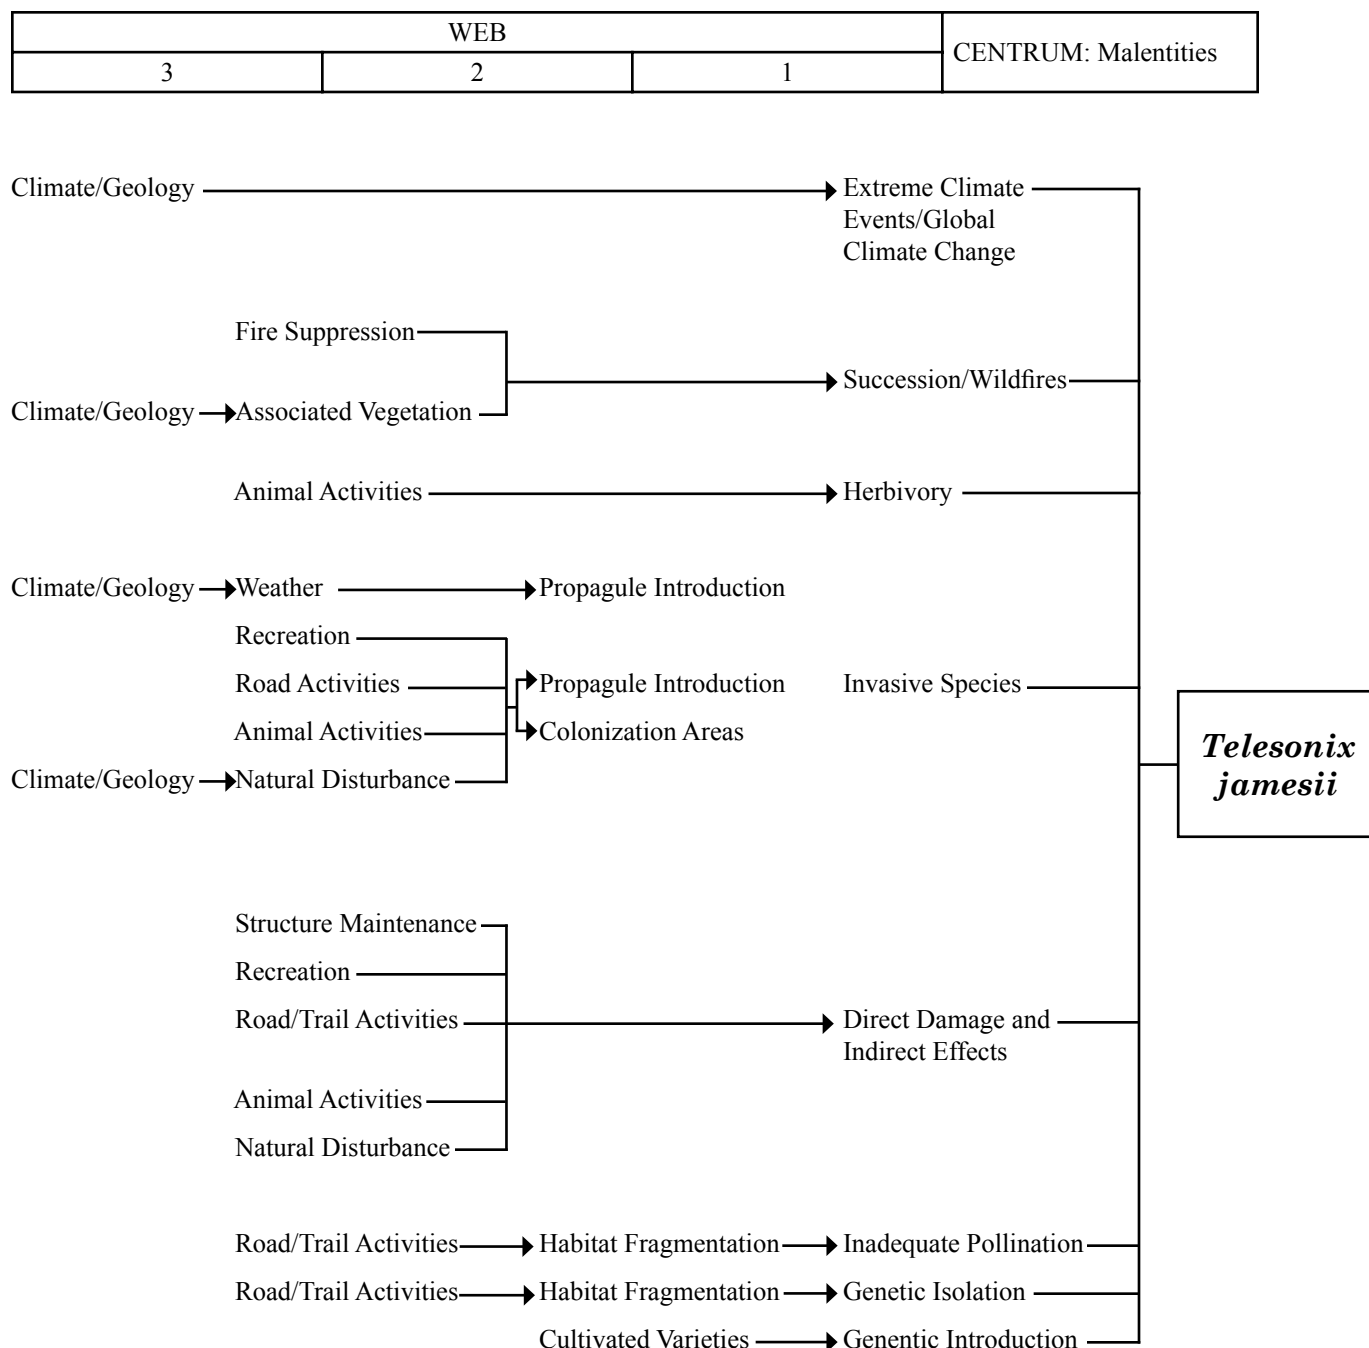 WEB
CENTRUM: Malentities
3 2 1
Climate/Geology Extreme Climate
Events/Global
Climate Change
Fire Suppression
Succession/Wildfires
Climate/Geology Associated Vegetation
Animal Activities Herbivory
Climate/Geology Weather Propagule Introduction
Recreation
Road Activities Propagule Introduction Invasive Species
Animal Activities Colonization Areas
Climate/Geology Natural Disturbance
Telesonix
jamesii
Structure Maintenance
Recreation
Road/Trail Activities Direct Damage and
Indirect Effects
Animal Activities
Natural Disturbance
Road/Trail Activities Habitat Fragmentation Inadequate Pollination
Road/Trail Activities Habitat Fragmentation Genetic Isolation
Cultivated Varieties Genentic Introduction